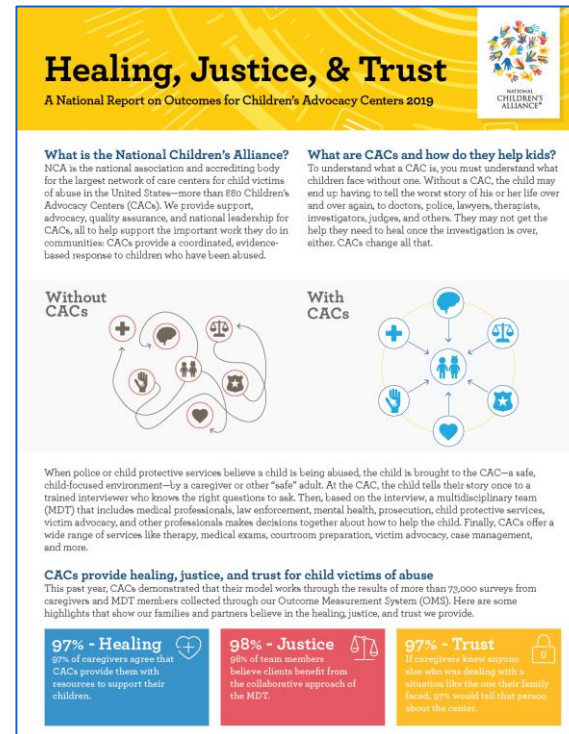 Healing, Justice, & Trust
A National Report on Outcomes for Children's Advocacy Centers 2019
NATIONAL
CHILDREN'S
ALLIANCE®
What is the National Children's Alliance?
NCA is the national association and accrediting body
for the largest network of care centers for child victims
of abuse in the United States—more than 880 Children's
Advocacy Centers (CACs). We provide support,
advocacy, quality assurance, and national leadership for
CACs, all to help support the important work they do in
communities: CACs provide a coordinated, evidence-
based response to children who have been abused.
What are CACs and how do they help kids?
To understand what a CAC is, you must understand what
children face without one. Without a CAC, the child may
end up having to tell the worst story of his or her life over
and over again, to doctors, police, lawyers, therapists,
investigators, judges, and others. They may not get the
help they need to heal once the investigation is over,
either. CACs change all that.
Without
CACs
With
CACs
When police or child protective services believe a child is being abused, the child is brought to the CAC—a safe,
child-focused environment—by a caregiver or other "safe" adult. At the CAC, the child tells their story once to a
trained interviewer who knows the right questions to ask. Then, based on the interview, a multidisciplinary team
(MDT) that includes medical professionals, law enforcement, mental health, prosecution, child protective services,
victim advocacy, and other professionals makes decisions together about how to help the child. Finally, CACs offer a
wide range of services like therapy, medical exams, courtroom preparation, victim advocacy, case management,
and more.
CACs provide healing, justice, and trust for child victims of abuse
This past year, CACs demonstrated that their model works through the results of more than 73,000 surveys from
caregivers and MDT members collected through our Outcome Measurement System (OMS). Here are some
highlights that show our families and partners believe in the healing, justice, and trust we provide.
97% - Healing
97% of caregivers agree that
CACs provide them with
resources to support their
children.
98% - Justice
98% of team members
believe clients benefit from
the collaborative approach of
the MDT.
97% - Trust
If caregivers knew anyone
else who was dealing with a
situation like the one their family
faced, 97% would tell that person
about the center.